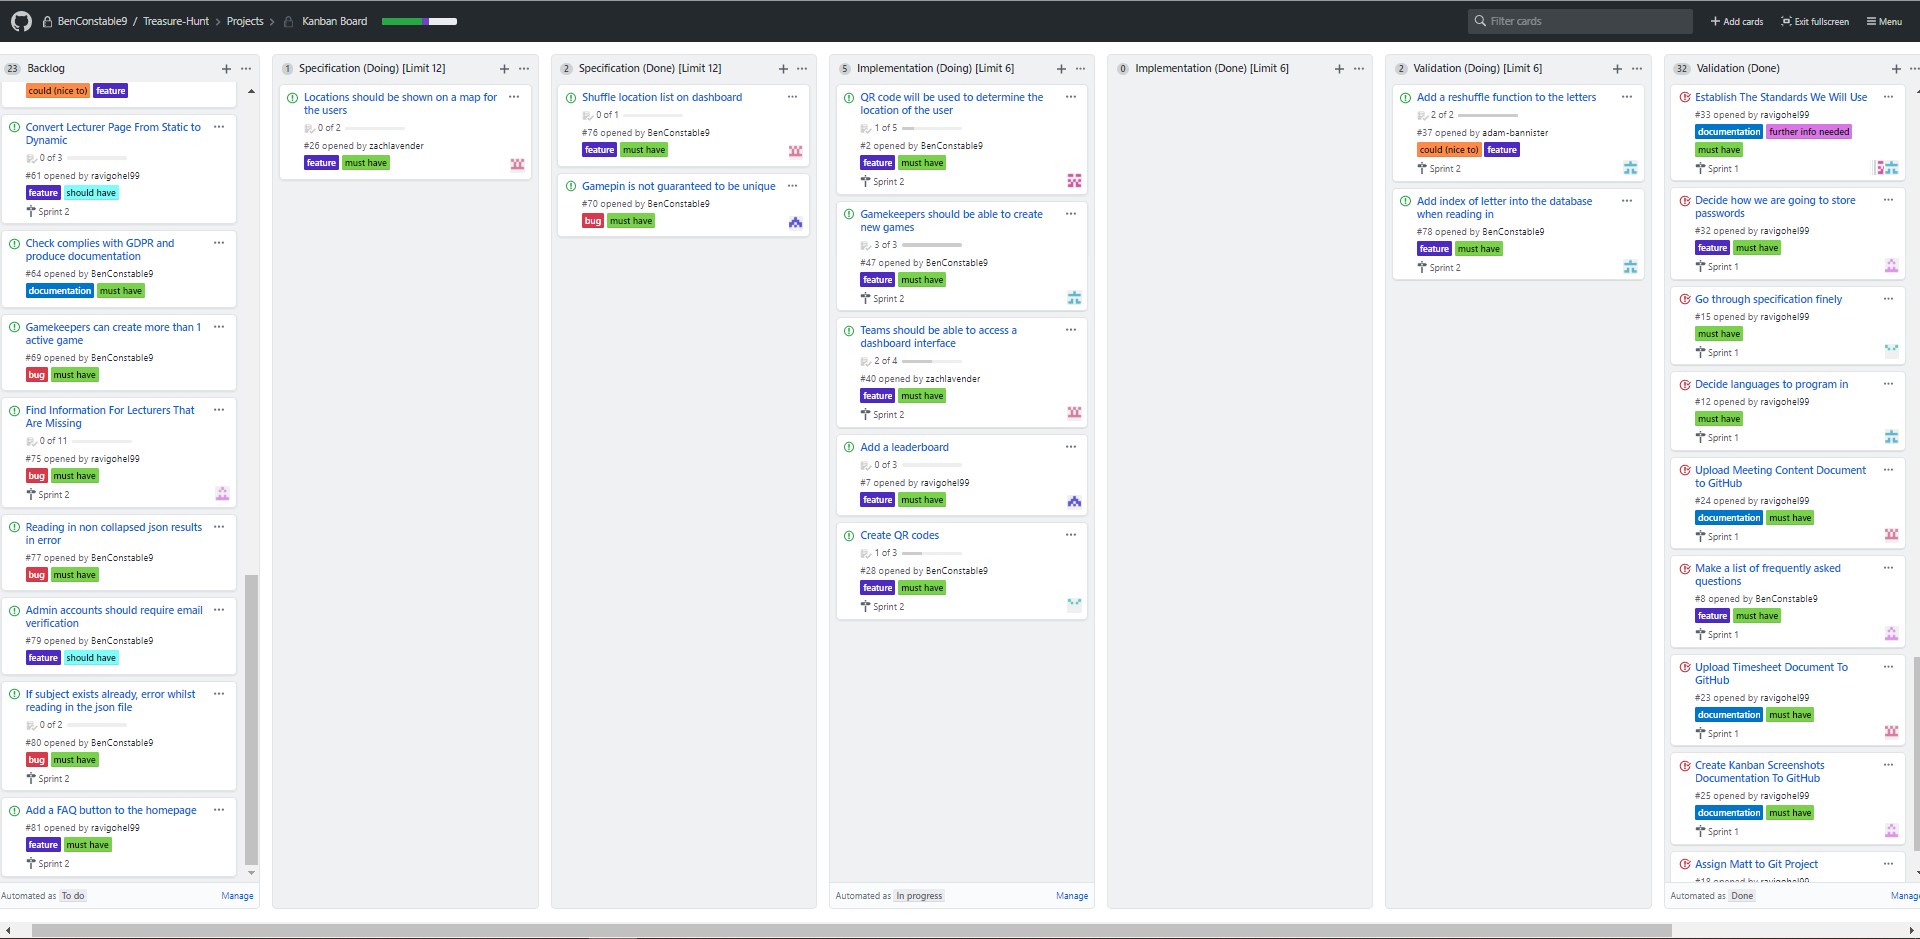 BenConstable9 / Treasure-Hunt > Projects > Kanban Board
Filter cards
Add cards
Exit fullscreen
Menu
23 Backlog
could (nice to) feature
Convert Lecturer Page From Static to
Dynamic
0 of 3
#61 opened by ravigohel99
feature should have
Sprint 2
Check complies with GDPR and
produce documentation
#64 opened by BenConstable9
documentation must have
Gamekeepers can create more than 1
active game
#69 opened by BenConstable9
bug must have
Find Information For Lecturers That
Are Missing
0 of 11
#75 opened by ravigohel99
bug must have
Sprint 2
Reading in non collapsed json results
in error
#77 opened by BenConstable9
bug must have
Admin accounts should require email
verification
#79 opened by BenConstable9
feature should have
If subject exists already, error whilst
reading in the json file
0 of 2
#80 opened by BenConstable9
bug must have
Sprint 2
Add a FAQ button to the homepage
#81 opened by ravigohel99
feature must have
Sprint 2
Automated as To do
Manage
1 Specification (Doing) [Limit 12]
Locations should be shown on a map for
the users
0 of 2
#26 opened by zachlavender
feature must have
2 Specification (Done) [Limit 12]
Shuffle location list on dashboard
0 of 1
#76 opened by BenConstable9
feature must have
Gamepin is not guaranteed to be unique
#70 opened by BenConstable9
bug must have
5 Implementation (Doing) [Limit 6]
QR code will be used to determine the
location of the user
1 of 5
#2 opened by BenConstable9
feature must have
Sprint 2
Gamekeepers should be able to create
new games
3 of 3
#47 opened by BenConstable9
feature must have
Sprint 2
Teams should be able to access a
dashboard interface
2 of 4
#40 opened by zachlavender
feature must have
Sprint 2
Add a leaderboard
0 of 3
#7 opened by ravigohel99
feature must have
Create QR codes
1 of 3
#28 opened by BenConstable9
feature must have
Sprint 2
Automated as In progress
Manage
0 Implementation (Done) [Limit 6]
2 Validation (Doing) [Limit 6]
Add a reshuffle function to the letters
2 of 2
#37 opened by adam-bannister
could (nice to) feature
Sprint 2
Add index of letter into the database
when reading in
#78 opened by BenConstable9
feature must have
Sprint 2
32 Validation (Done)
Establish The Standards We Will Use
#33 opened by ravigohel99
documentation further info needed
must have
Sprint 1
Decide how we are going to store
passwords
#32 opened by ravigohel99
feature must have
Sprint 1
Go through specification finely
#15 opened by ravigohel99
must have
Sprint 1
Decide languages to program in
#12 opened by ravigohel99
must have
Sprint 1
Upload Meeting Content Document
to GitHub
#24 opened by ravigohel99
documentation must have
Sprint 1
Make a list of frequently asked
questions
#8 opened by BenConstable9
feature must have
Sprint 1
Upload Timesheet Document To
GitHub
#23 opened by ravigohel99
documentation must have
Sprint 1
Create Kanban Screenshots
Documentation To GitHub
#25 opened by ravigohel99
documentation must have
Sprint 1
Assign Matt to Git Project
Automated as Done
Manage